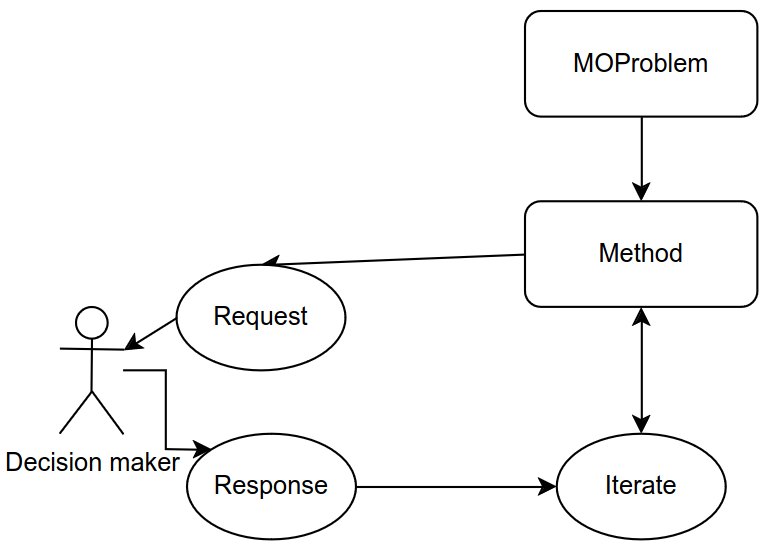 MOProblem
Method
Request
Decision maker
Response
Iterate